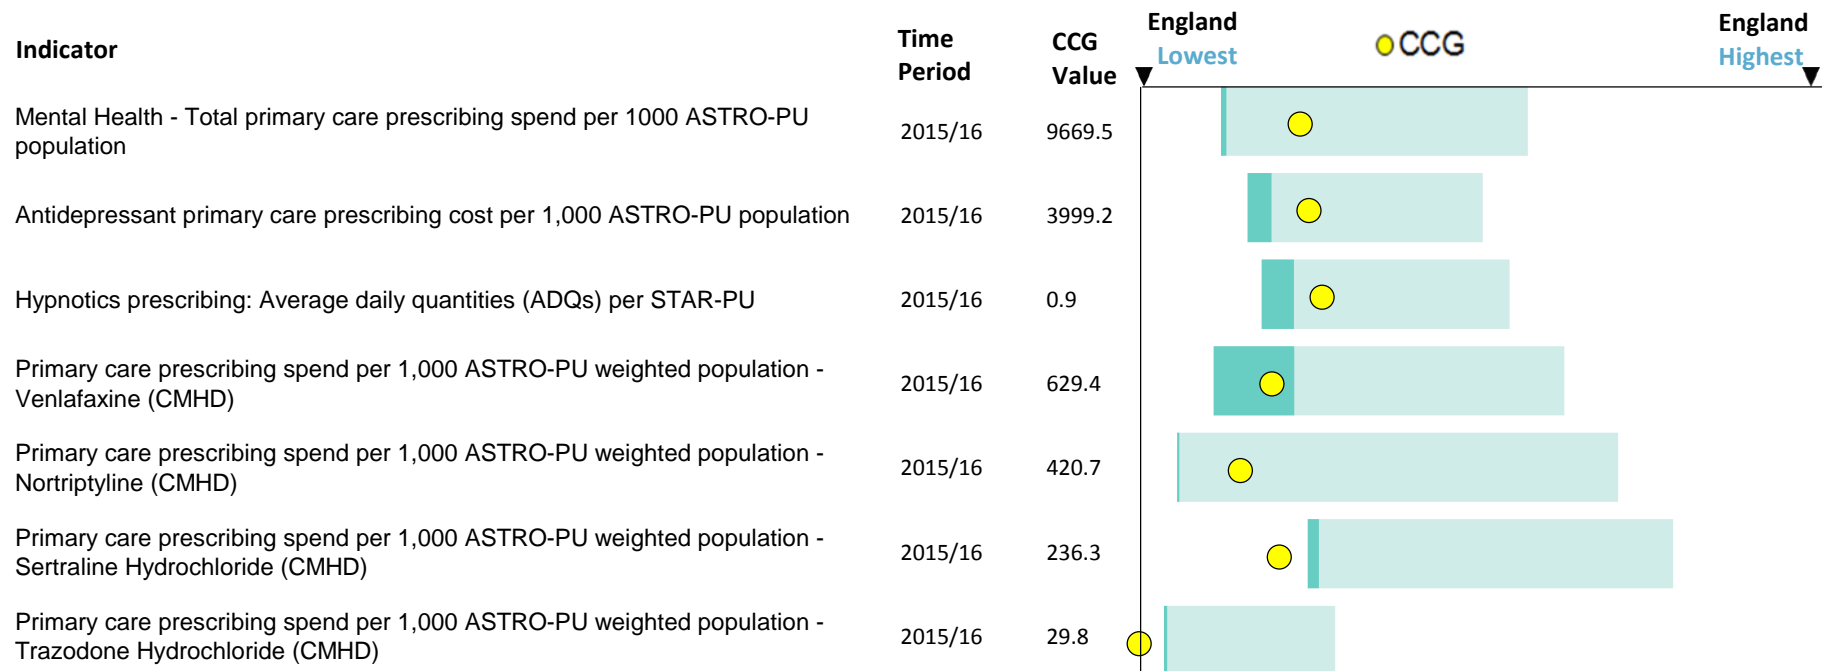 Indicator
Time
Period
CCG
Value
England
Lowest
CCG
England
Highest
Mental Health - Total primary care prescribing spend per 1000 ASTRO-PU
population
2015/16
9669.5
Antidepressant primary care prescribing cost per 1,000 ASTRO-PU population
2015/16
3999.2
Hypnotics prescribing: Average daily quantities (ADQs) per STAR-PU
2015/16
0.9
Primary care prescribing spend per 1,000 ASTRO-PU weighted population -
Venlafaxine (CMHD)
2015/16
629.4
Primary care prescribing spend per 1,000 ASTRO-PU weighted population -
Nortriptyline (CMHD)
2015/16
420.7
Primary care prescribing spend per 1,000 ASTRO-PU weighted population -
Sertraline Hydrochloride (CMHD)
2015/16
236.3
Primary care prescribing spend per 1,000 ASTRO-PU weighted population -
Trazodone Hydrochloride (CMHD)
2015/16
29.8